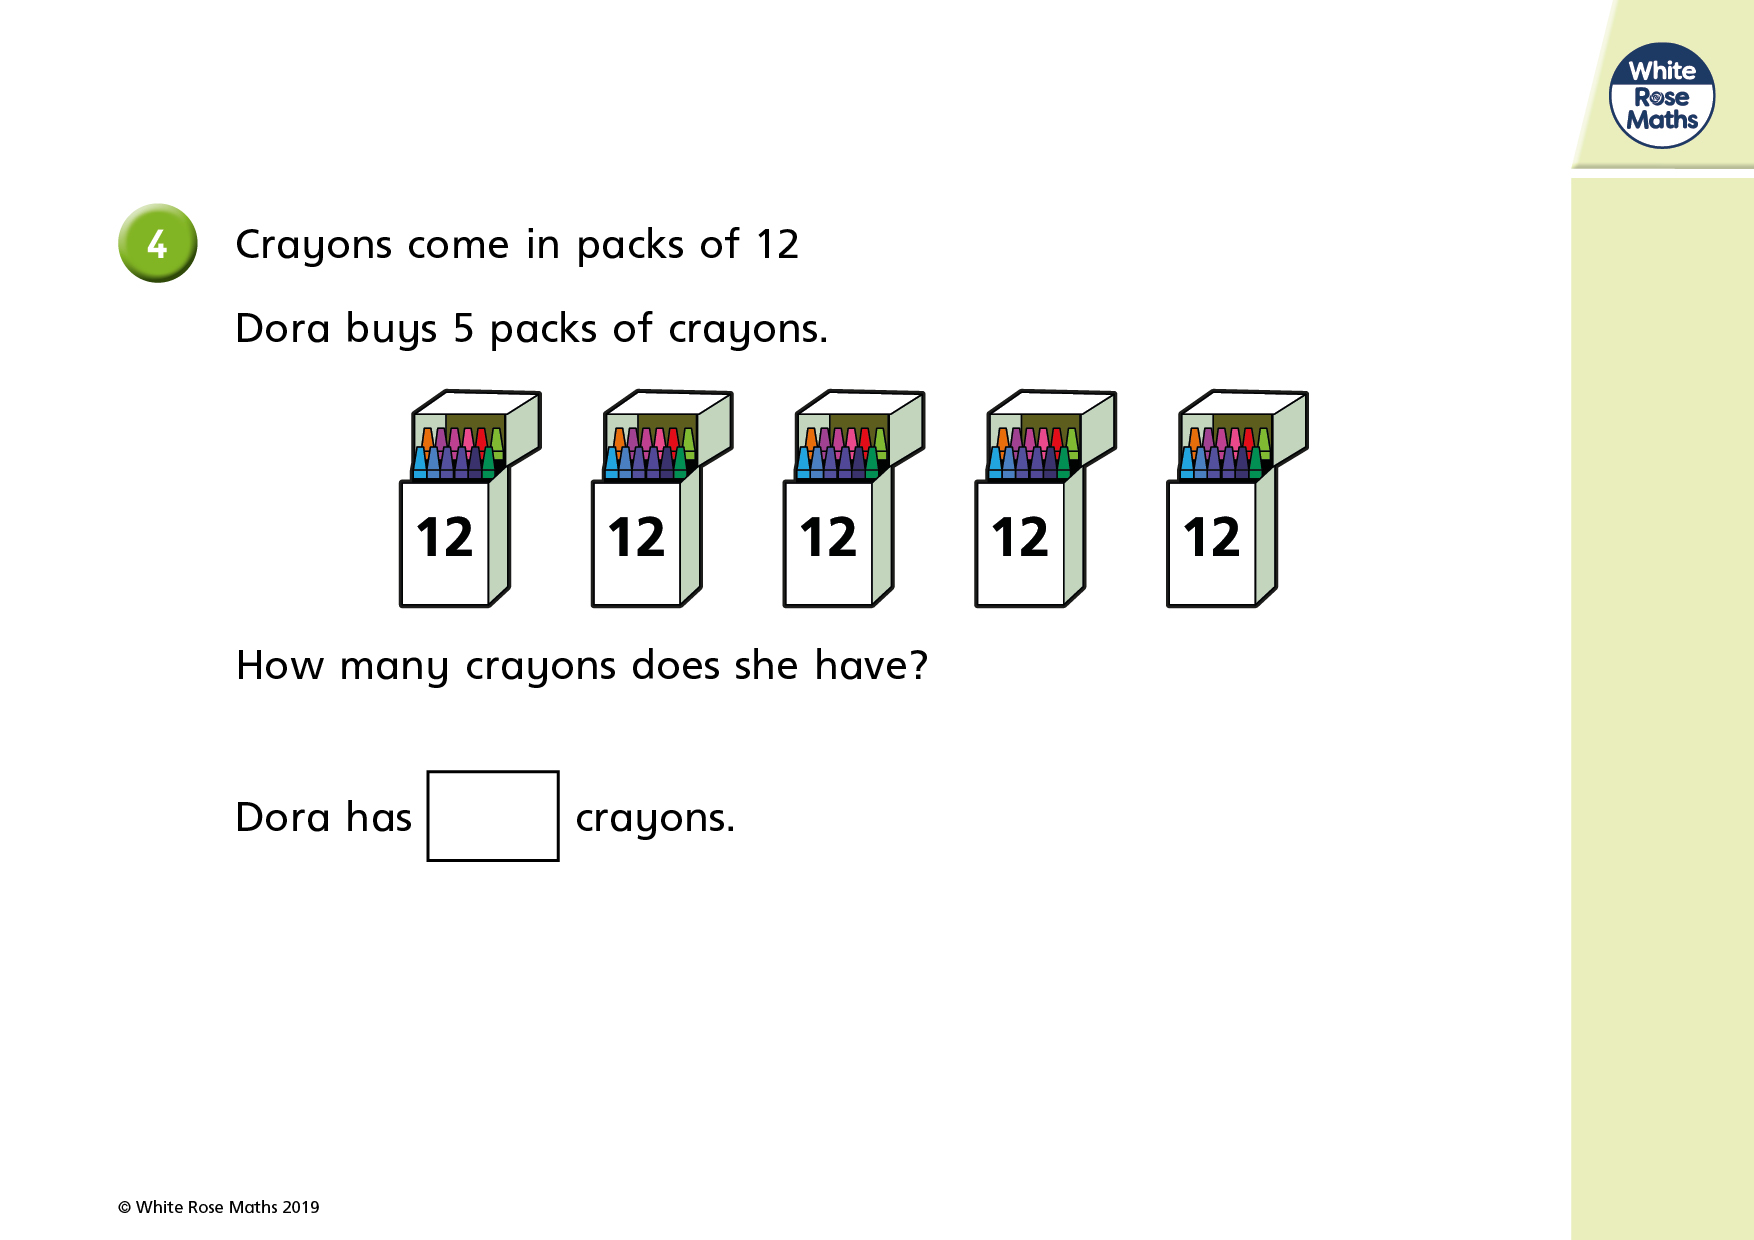 White
Rose
Maths
4 Crayons come in packs of 12
Dora buys 5 packs of crayons.
12 12 12 12 12
How many crayons does she have?
Dora has crayons.
© White Rose Maths 2019